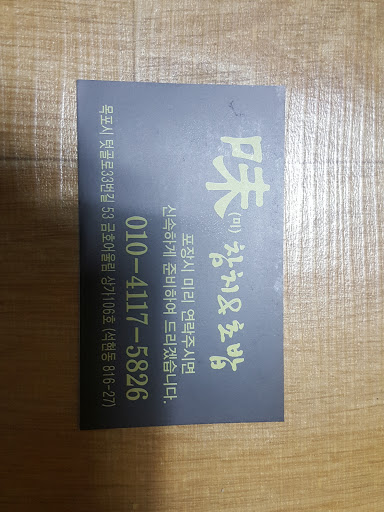 味(미) 참치&초밥
포장시 미리 연락주시면
신속하게 준비하여 드리겠습니다.
010-4117-5826
목포시 텃골로33번길 53 금호어울림 상가106호 (석현동 816-27)